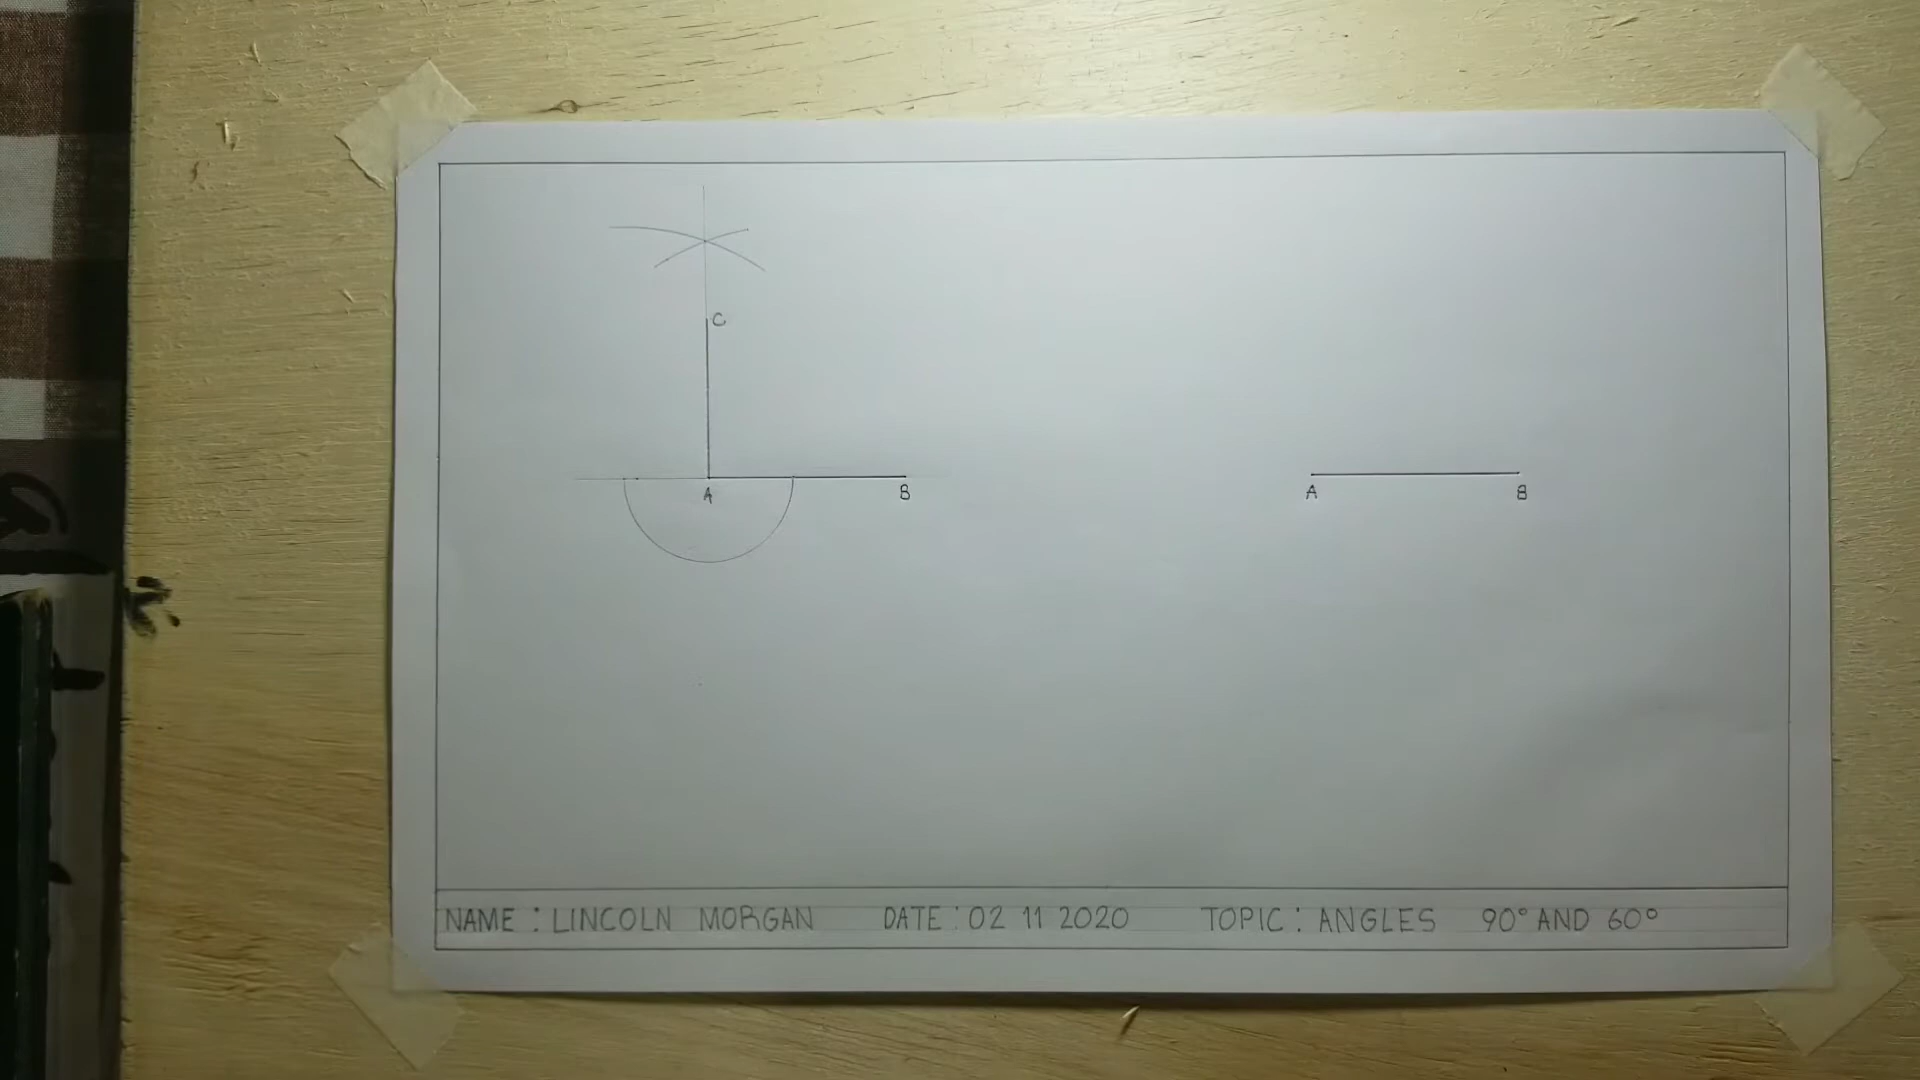 C
A B
A B
NAME : LINCOLN MORGAN DATE : 02 11 2020 TOPIC : ANGLES 90° AND 60°